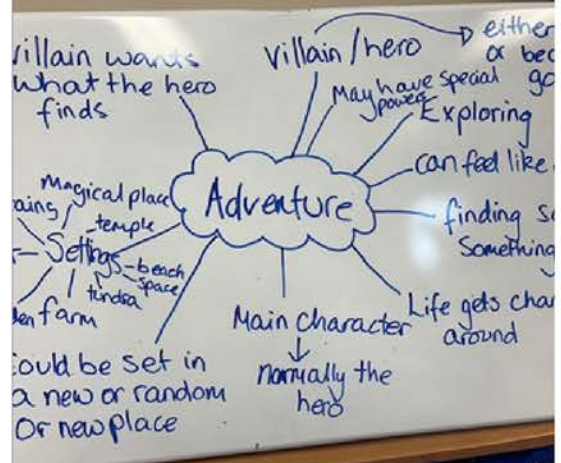 villain wants
what the hero
finds
villain/hero
either
or
May have special
powers
Exploring
can feel like
finding
Something
Life gets
around
Adventure
Magical place
temple
Settings
beach
space
tundra
farm
Main character
normally the
hero
could be set in
a new or random
or new place